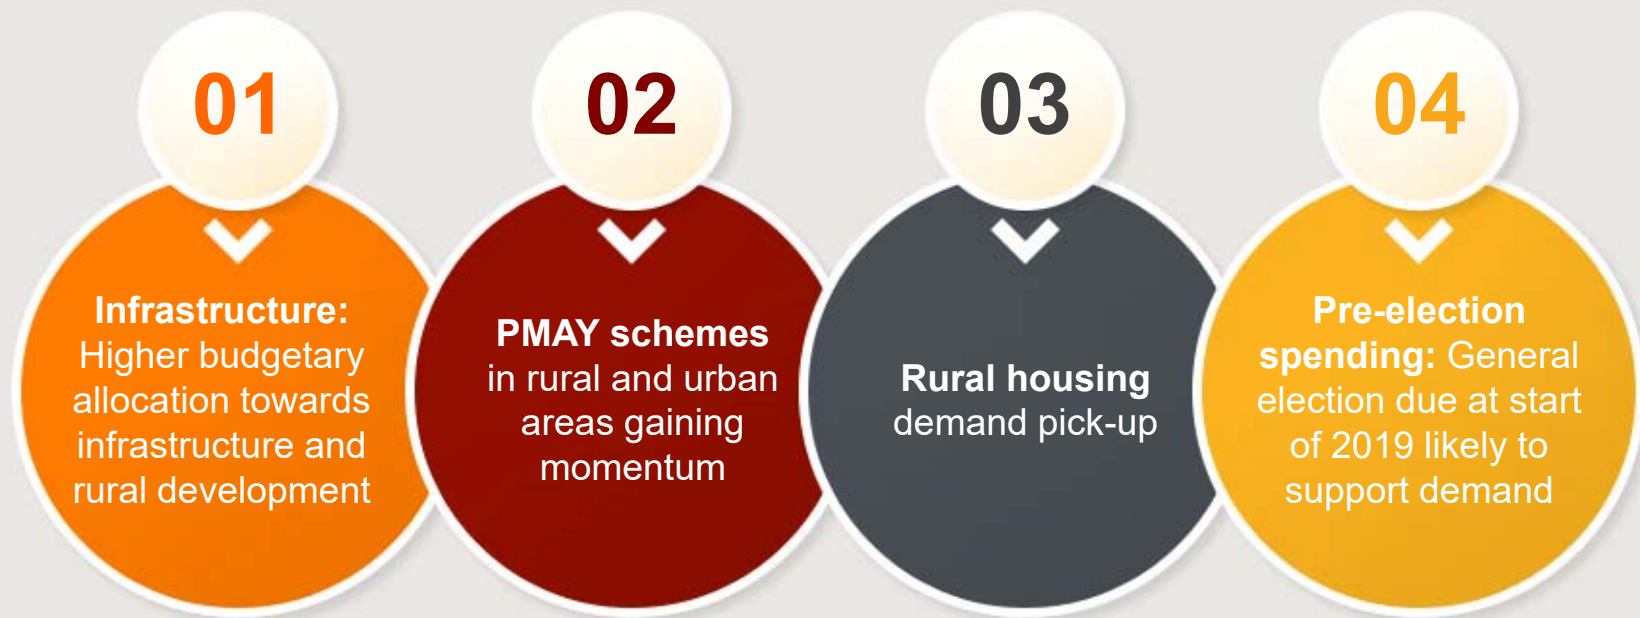 01
Infrastructure:
Higher budgetary
allocation towards
infrastructure and
rural development
02
PMAY schemes
in rural and urban
areas gaining
momentum
03
Rural housing
demand pick-up
04
Pre-election
spending: General
election due at start
of 2019 likely to
support demand